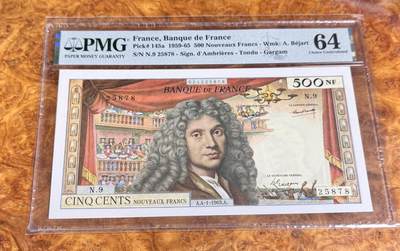 PMG
PAPER MONEY GUARANTY
France, Banque de France
Pick# 145a 1959-65 500 Nouveaux Francs - Wmk: A. Béjart
S/N N.9 25878 - Sign. d'Ambrières - Tondu - Gargam
64
Choice Uncirculated
500 NF
BANQUE DE FRANCE
25878
N.9
N.9
25878
CINQ CENTS NOUVEAUX FRANCS